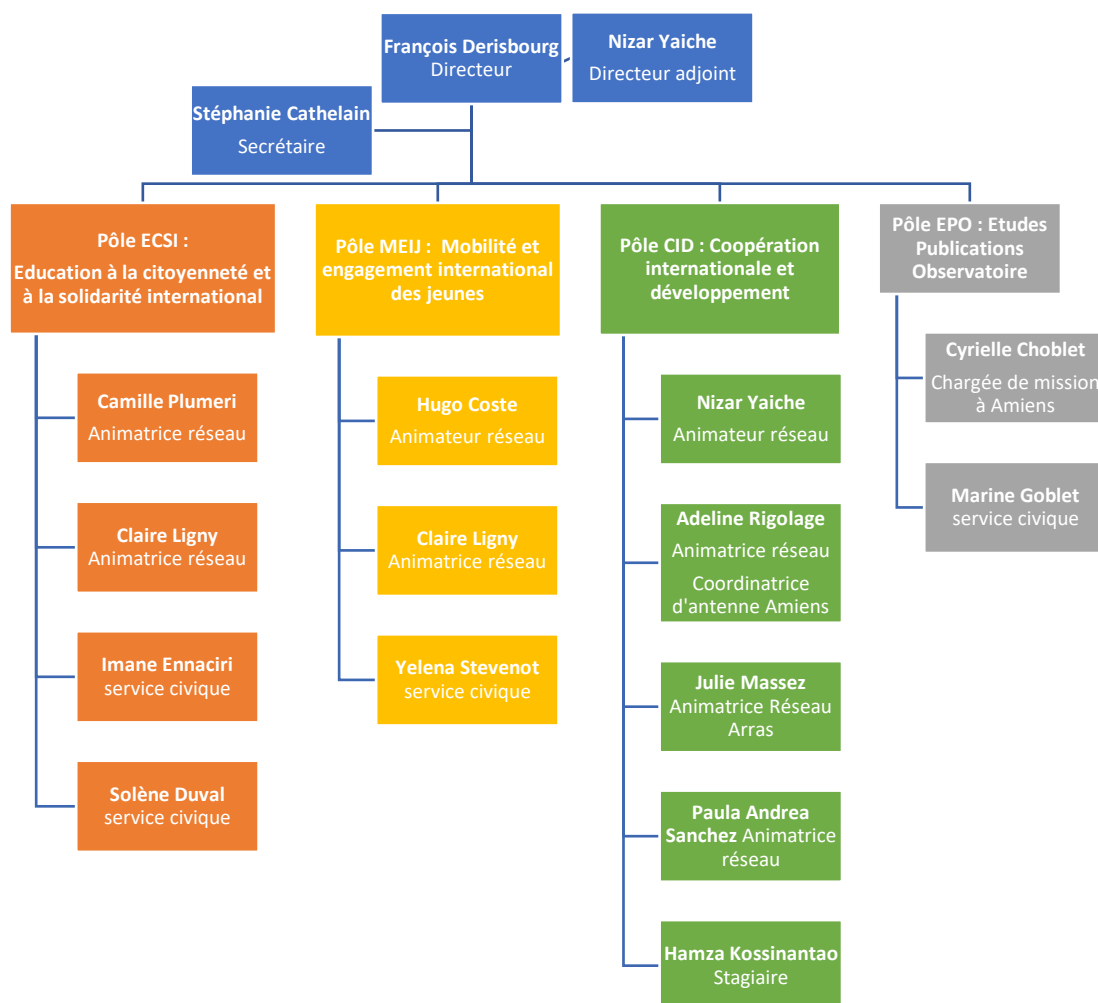 François Derisbourg
Directeur
Nizar Yaiche
Directeur adjoint
Stéphanie Cathelain
Secrétaire
Pôle ECSI :
Education à la citoyenneté et
à la solidarité international
Camille Plumeri
Animatrice réseau
Claire Ligny
Animatrice réseau
Imane Ennaciri
service civique
Solène Duval
service civique
Pôle MEIJ : Mobilité et
engagement international
des jeunes
Hugo Coste
Animateur réseau
Claire Ligny
Animatrice réseau
Yelena Stevenot
service civique
Pôle CID : Coopération
internationale et
développement
Nizar Yaiche
Animateur réseau
Adeline Rigolage
Animatrice réseau
Coordinatrice
d'antenne Amiens
Julie Massez
Animatrice Réseau
Arras
Paula Andrea
Sanchez Animatrice
réseau
Hamza Kossinantao
Stagiaire
Pôle EPO : Etudes
Publications
Observatoire
Cyrielle Choblet
Chargée de mission
à Amiens
Marine Goblet
service civique